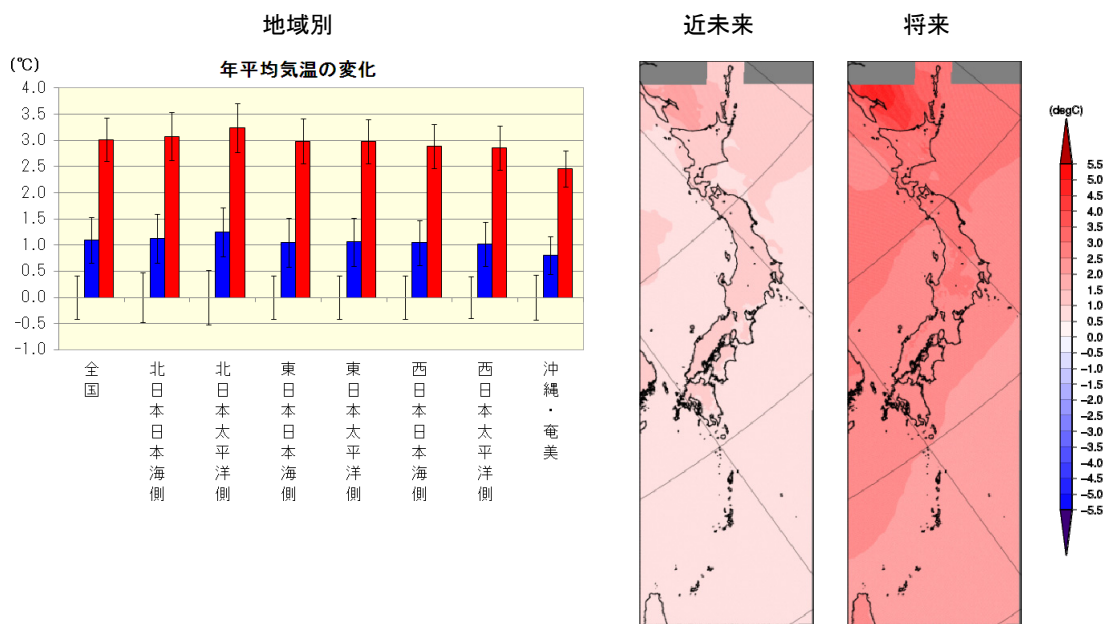 地域別
近未来
将来
(℃)
年平均気温の変化
4.0
3.5
3.0
2.5
2.0
1.5
1.0
0.5
0.0
-0.5
-1.0
全国
北日本日本海側
北日本太平洋側
東日本日本海側
東日本太平洋側
西日本日本海側
西日本太平洋側
沖縄・奄美
(degC)
5.5
5.0
4.5
4.0
3.5
3.0
2.5
2.0
1.5
1.0
0.5
0.0
-0.5
-1.0
-1.5
-2.0
-2.5
-3.0
-3.5
-4.0
-4.5
-5.0
-5.5